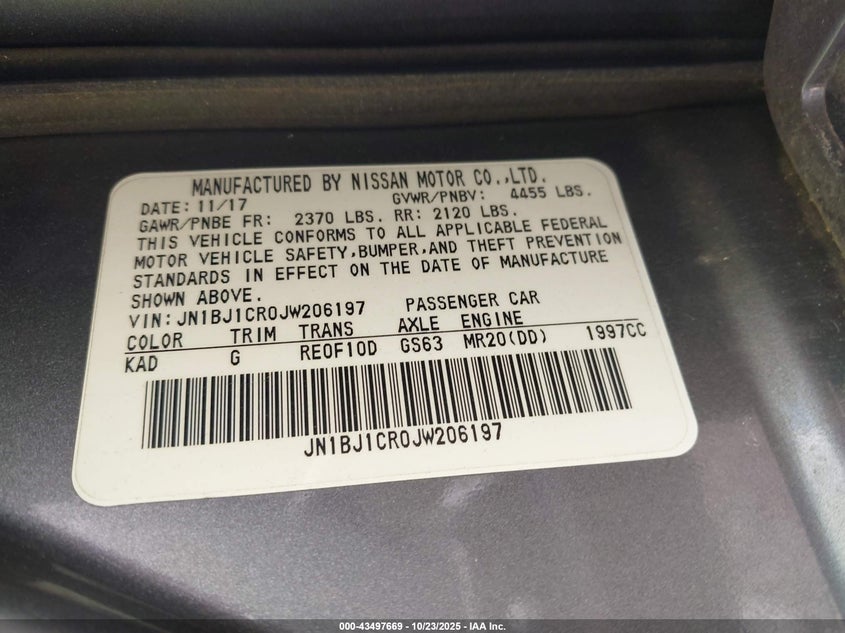 MANUFACTURED BY NISSAN MOTOR CO.,LTD.
DATE: 11/17 GVWR/PNBV: 4455 LBS.
GAWR/PNBE FR: 2370 LBS. RR: 2120 LBS.
THIS VEHICLE CONFORMS TO ALL APPLICABLE FEDERAL
MOTOR VEHICLE SAFETY,BUMPER,AND THEFT PREVENTION
STANDARDS IN EFFECT ON THE DATE OF MANUFACTURE
SHOWN ABOVE.
VIN:JN1BJ1CR0JW206197 PASSENGER CAR
COLOR TRIM TRANS AXLE ENGINE
KAD G RE0F10D GS63 MR20(DD) 1997CC
JN1BJ1CR0JW206197
000-43497669 - 10/23/2025 - IAA Inc.